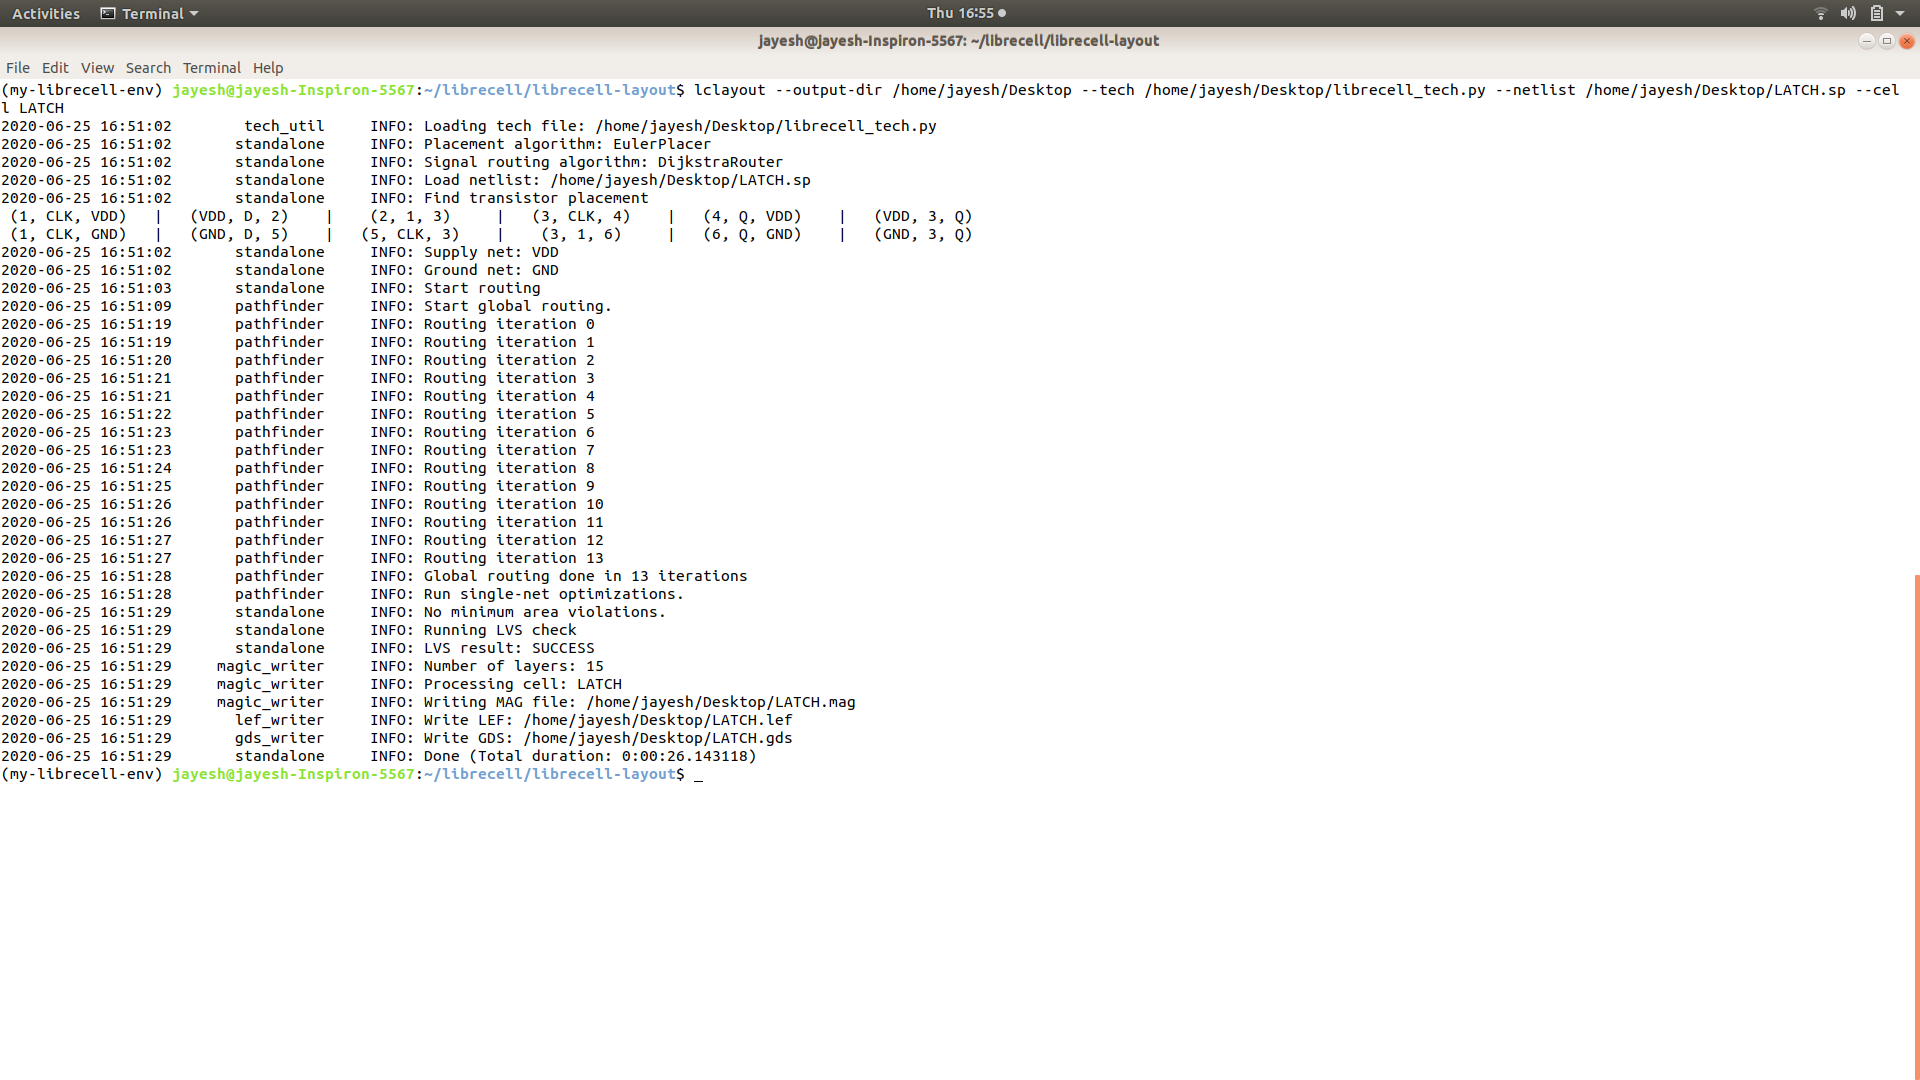 Activities Terminal Thu 16:55
jayesh@jayesh-Inspiron-5567: ~/librecell/librecell-layout
File Edit View Search Terminal Help
(my-librecell-env) jayesh@jayesh-Inspiron-5567:~/librecell/librecell-layout$ lclayout --output-dir /home/jayesh/Desktop --tech /home/jayesh/Desktop/librecell_tech.py --netlist /home/jayesh/Desktop/LATCH.sp --cel
l LATCH
2020-06-25 16:51:02        tech_util     INFO: Loading tech file: /home/jayesh/Desktop/librecell_tech.py
2020-06-25 16:51:02       standalone     INFO: Placement algorithm: EulerPlacer
2020-06-25 16:51:02       standalone     INFO: Signal routing algorithm: DijkstraRouter
2020-06-25 16:51:02       standalone     INFO: Load netlist: /home/jayesh/Desktop/LATCH.sp
2020-06-25 16:51:02       standalone     INFO: Find transistor placement
 (1, CLK, VDD)   |   (VDD, D, 2)    |    (2, 1, 3)     |   (3, CLK, 4)    |   (4, Q, VDD)    |   (VDD, 3, Q)
 (1, CLK, GND)   |   (GND, D, 5)    |   (5, CLK, 3)    |    (3, 1, 6)     |   (6, Q, GND)    |   (GND, 3, Q)
2020-06-25 16:51:02       standalone     INFO: Supply net: VDD
2020-06-25 16:51:02       standalone     INFO: Ground net: GND
2020-06-25 16:51:03       standalone     INFO: Start routing
2020-06-25 16:51:09       pathfinder     INFO: Start global routing.
2020-06-25 16:51:19       pathfinder     INFO: Routing iteration 0
2020-06-25 16:51:19       pathfinder     INFO: Routing iteration 1
2020-06-25 16:51:20       pathfinder     INFO: Routing iteration 2
2020-06-25 16:51:21       pathfinder     INFO: Routing iteration 3
2020-06-25 16:51:21       pathfinder     INFO: Routing iteration 4
2020-06-25 16:51:22       pathfinder     INFO: Routing iteration 5
2020-06-25 16:51:23       pathfinder     INFO: Routing iteration 6
2020-06-25 16:51:23       pathfinder     INFO: Routing iteration 7
2020-06-25 16:51:24       pathfinder     INFO: Routing iteration 8
2020-06-25 16:51:25       pathfinder     INFO: Routing iteration 9
2020-06-25 16:51:26       pathfinder     INFO: Routing iteration 10
2020-06-25 16:51:26       pathfinder     INFO: Routing iteration 11
2020-06-25 16:51:27       pathfinder     INFO: Routing iteration 12
2020-06-25 16:51:27       pathfinder     INFO: Routing iteration 13
2020-06-25 16:51:28       pathfinder     INFO: Global routing done in 13 iterations
2020-06-25 16:51:28       pathfinder     INFO: Run single-net optimizations.
2020-06-25 16:51:29       standalone     INFO: No minimum area violations.
2020-06-25 16:51:29       standalone     INFO: Running LVS check
2020-06-25 16:51:29       standalone     INFO: LVS result: SUCCESS
2020-06-25 16:51:29     magic_writer     INFO: Number of layers: 15
2020-06-25 16:51:29     magic_writer     INFO: Processing cell: LATCH
2020-06-25 16:51:29     magic_writer     INFO: Writing MAG file: /home/jayesh/Desktop/LATCH.mag
2020-06-25 16:51:29       lef_writer     INFO: Write LEF: /home/jayesh/Desktop/LATCH.lef
2020-06-25 16:51:29       gds_writer     INFO: Write GDS: /home/jayesh/Desktop/LATCH.gds
2020-06-25 16:51:29       standalone     INFO: Done (Total duration: 0:00:26.143118)
(my-librecell-env) jayesh@jayesh-Inspiron-5567:~/librecell/librecell-layout$ _